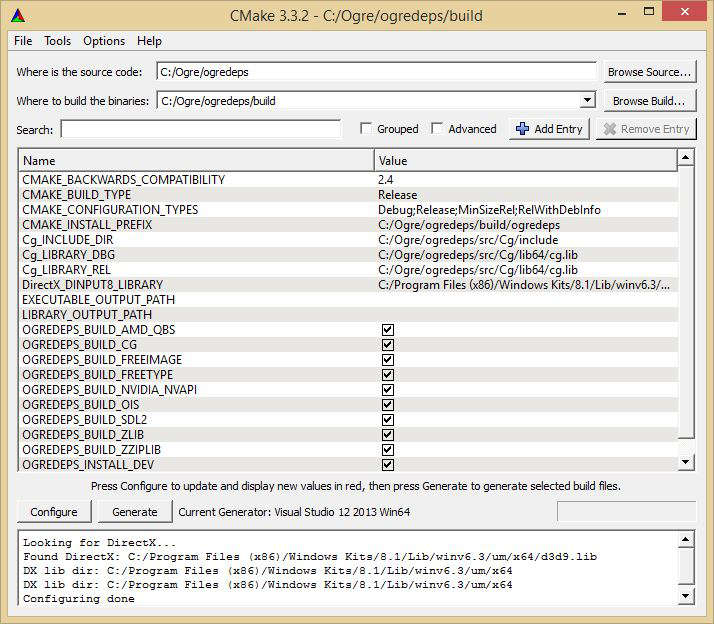 CMake 3.3.2 - C:/Ogre/ogredeps/build
File Tools Options Help
Where is the source code: C:/Ogre/ogredeps Browse Source...
Where to build the binaries: C:/Ogre/ogredeps/build Browse Build...
Search: Grouped Advanced Add Entry Remove Entry
Name Value
CMAKE_BACKWARDS_COMPATIBILITY 2.4
CMAKE_BUILD_TYPE Release
CMAKE_CONFIGURATION_TYPES Debug;Release;MinSizeRel;RelWithDebInfo
CMAKE_INSTALL_PREFIX C:/Ogre/ogredeps/build/ogredeps
Cg_INCLUDE_DIR C:/Ogre/ogredeps/src/Cg/include
Cg_LIBRARY_DBG C:/Ogre/ogredeps/src/Cg/lib64/cg.lib
Cg_LIBRARY_REL C:/Ogre/ogredeps/src/Cg/lib64/cg.lib
DirectX_DINPUT8_LIBRARY C:/Program Files (x86)/Windows Kits/8.1/Lib/winv6.3/...
EXECUTABLE_OUTPUT_PATH
LIBRARY_OUTPUT_PATH
OGREDEPS_BUILD_AMD_QBS
OGREDEPS_BUILD_CG
OGREDEPS_BUILD_FREEIMAGE
OGREDEPS_BUILD_FREETYPE
OGREDEPS_BUILD_NVIDIA_NVAPI
OGREDEPS_BUILD_OIS
OGREDEPS_BUILD_SDL2
OGREDEPS_BUILD_ZLIB
OGREDEPS_BUILD_ZZIPLIB
OGREDEPS_INSTALL_DEV
Press Configure to update and display new values in red, then press Generate to generate selected build files.
Configure Generate Current Generator: Visual Studio 12 2013 Win64
Looking for DirectX...
Found DirectX: C:/Program Files (x86)/Windows Kits/8.1/Lib/winv6.3/um/x64/d3d9.lib
DX lib dir: C:/Program Files (x86)/Windows Kits/8.1/Lib/winv6.3/um/x64
DX lib dir: C:/Program Files (x86)/Windows Kits/8.1/Lib/winv6.3/um/x64
Configuring done